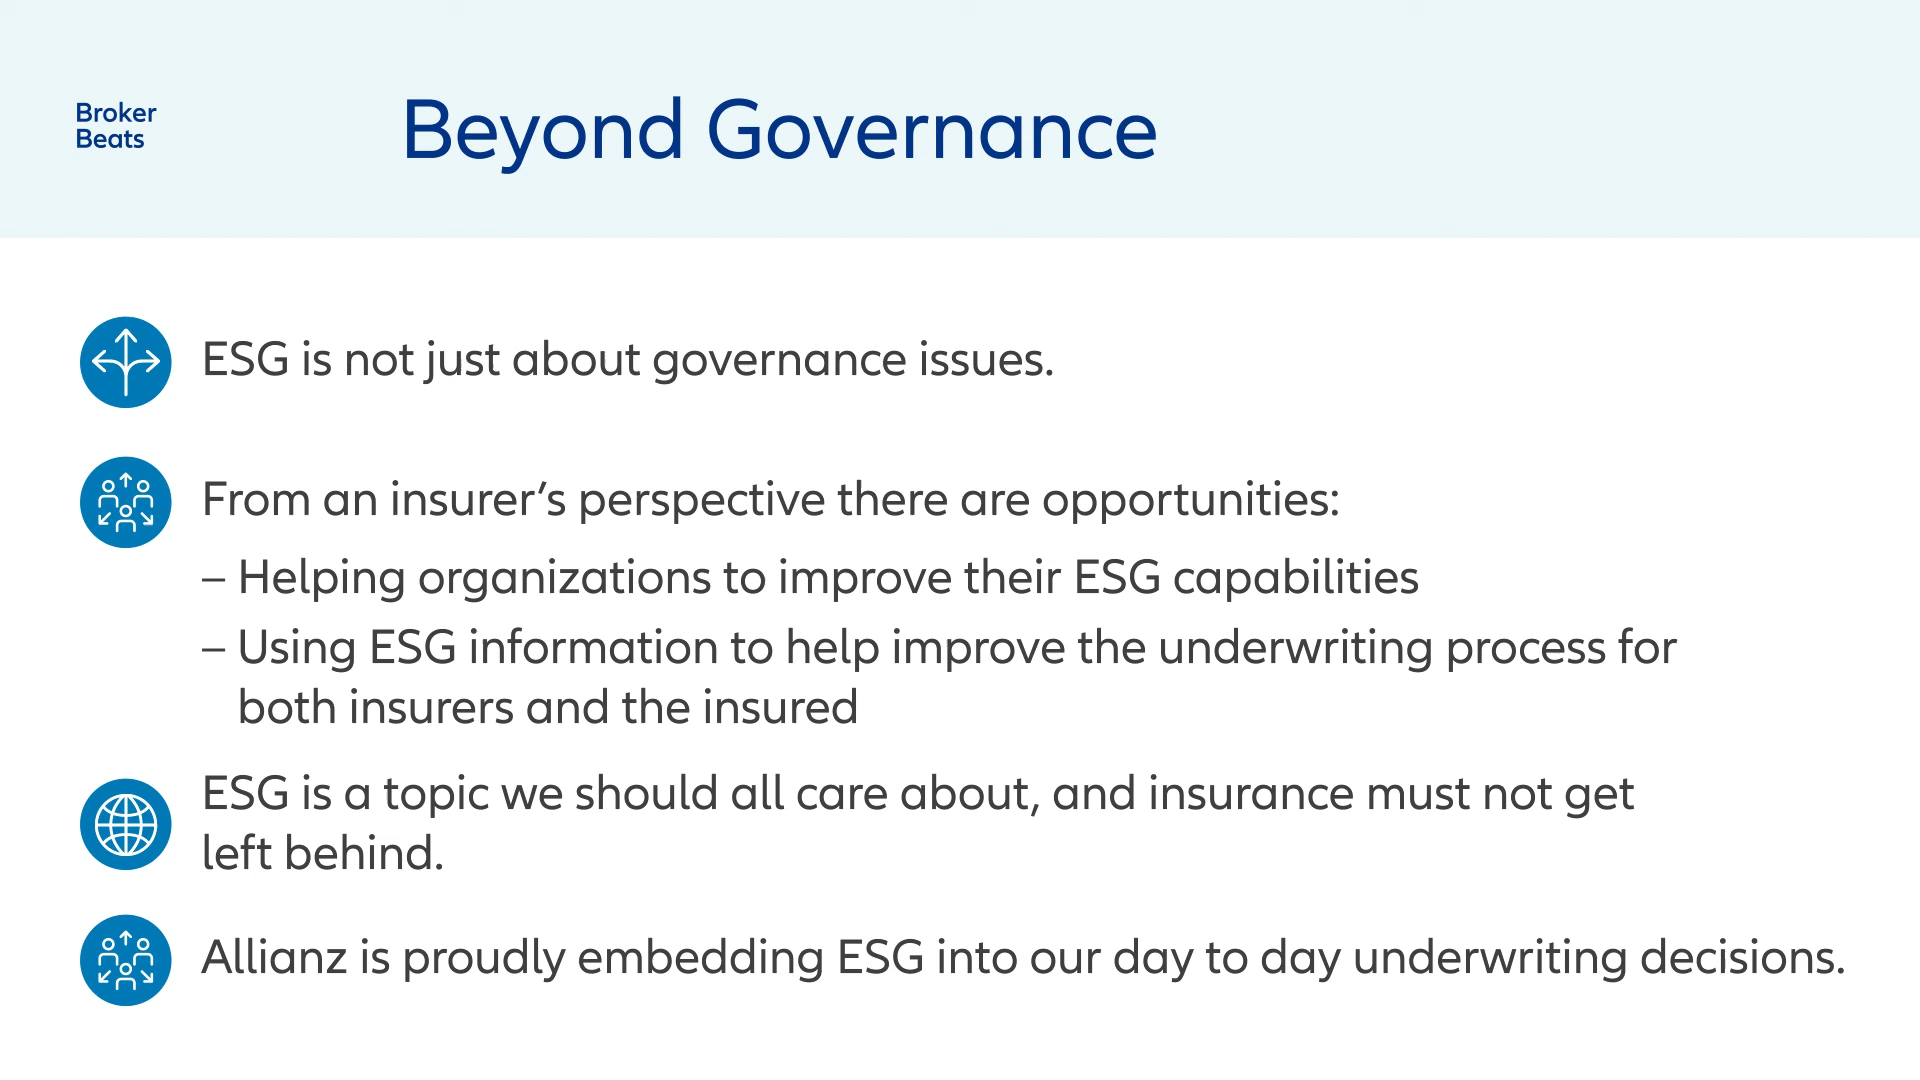 Broker
Beats
Beyond Governance
ESG is not just about governance issues.
From an insurer’s perspective there are opportunities:
– Helping organizations to improve their ESG capabilities
– Using ESG information to help improve the underwriting process for
both insurers and the insured
ESG is a topic we should all care about, and insurance must not get
left behind.
Allianz is proudly embedding ESG into our day to day underwriting decisions.